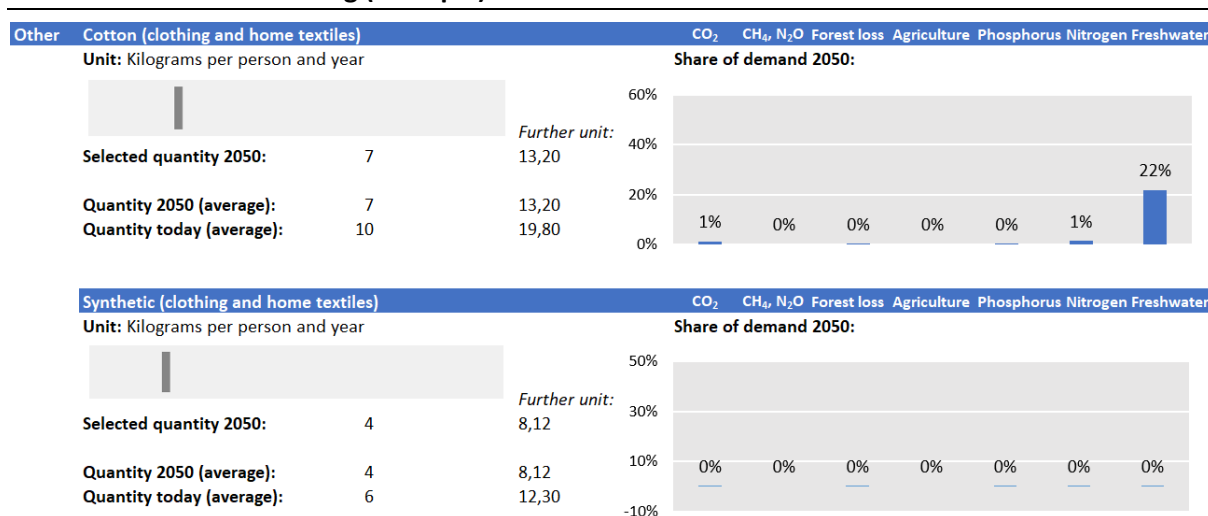 Other Cotton (clothing and home textiles) CO₂ CH₄, N₂O Forest loss Agriculture Phosphorus Nitrogen Freshwater
Unit: Kilograms per person and year Share of demand 2050:
60%
Further unit:
40%
Selected quantity 2050: 7 13,20
22%
20%
Quantity 2050 (average): 7 13,20
1% 0% 0% 0% 0% 1%
Quantity today (average): 10 19,80
0%
Synthetic (clothing and home textiles) CO₂ CH₄, N₂O Forest loss Agriculture Phosphorus Nitrogen Freshwater
Unit: Kilograms per person and year Share of demand 2050:
50%
Further unit:
30%
Selected quantity 2050: 4 8,12
10%
0% 0% 0% 0% 0% 0% 0%
Quantity 2050 (average): 4 8,12
Quantity today (average): 6 12,30
-10%